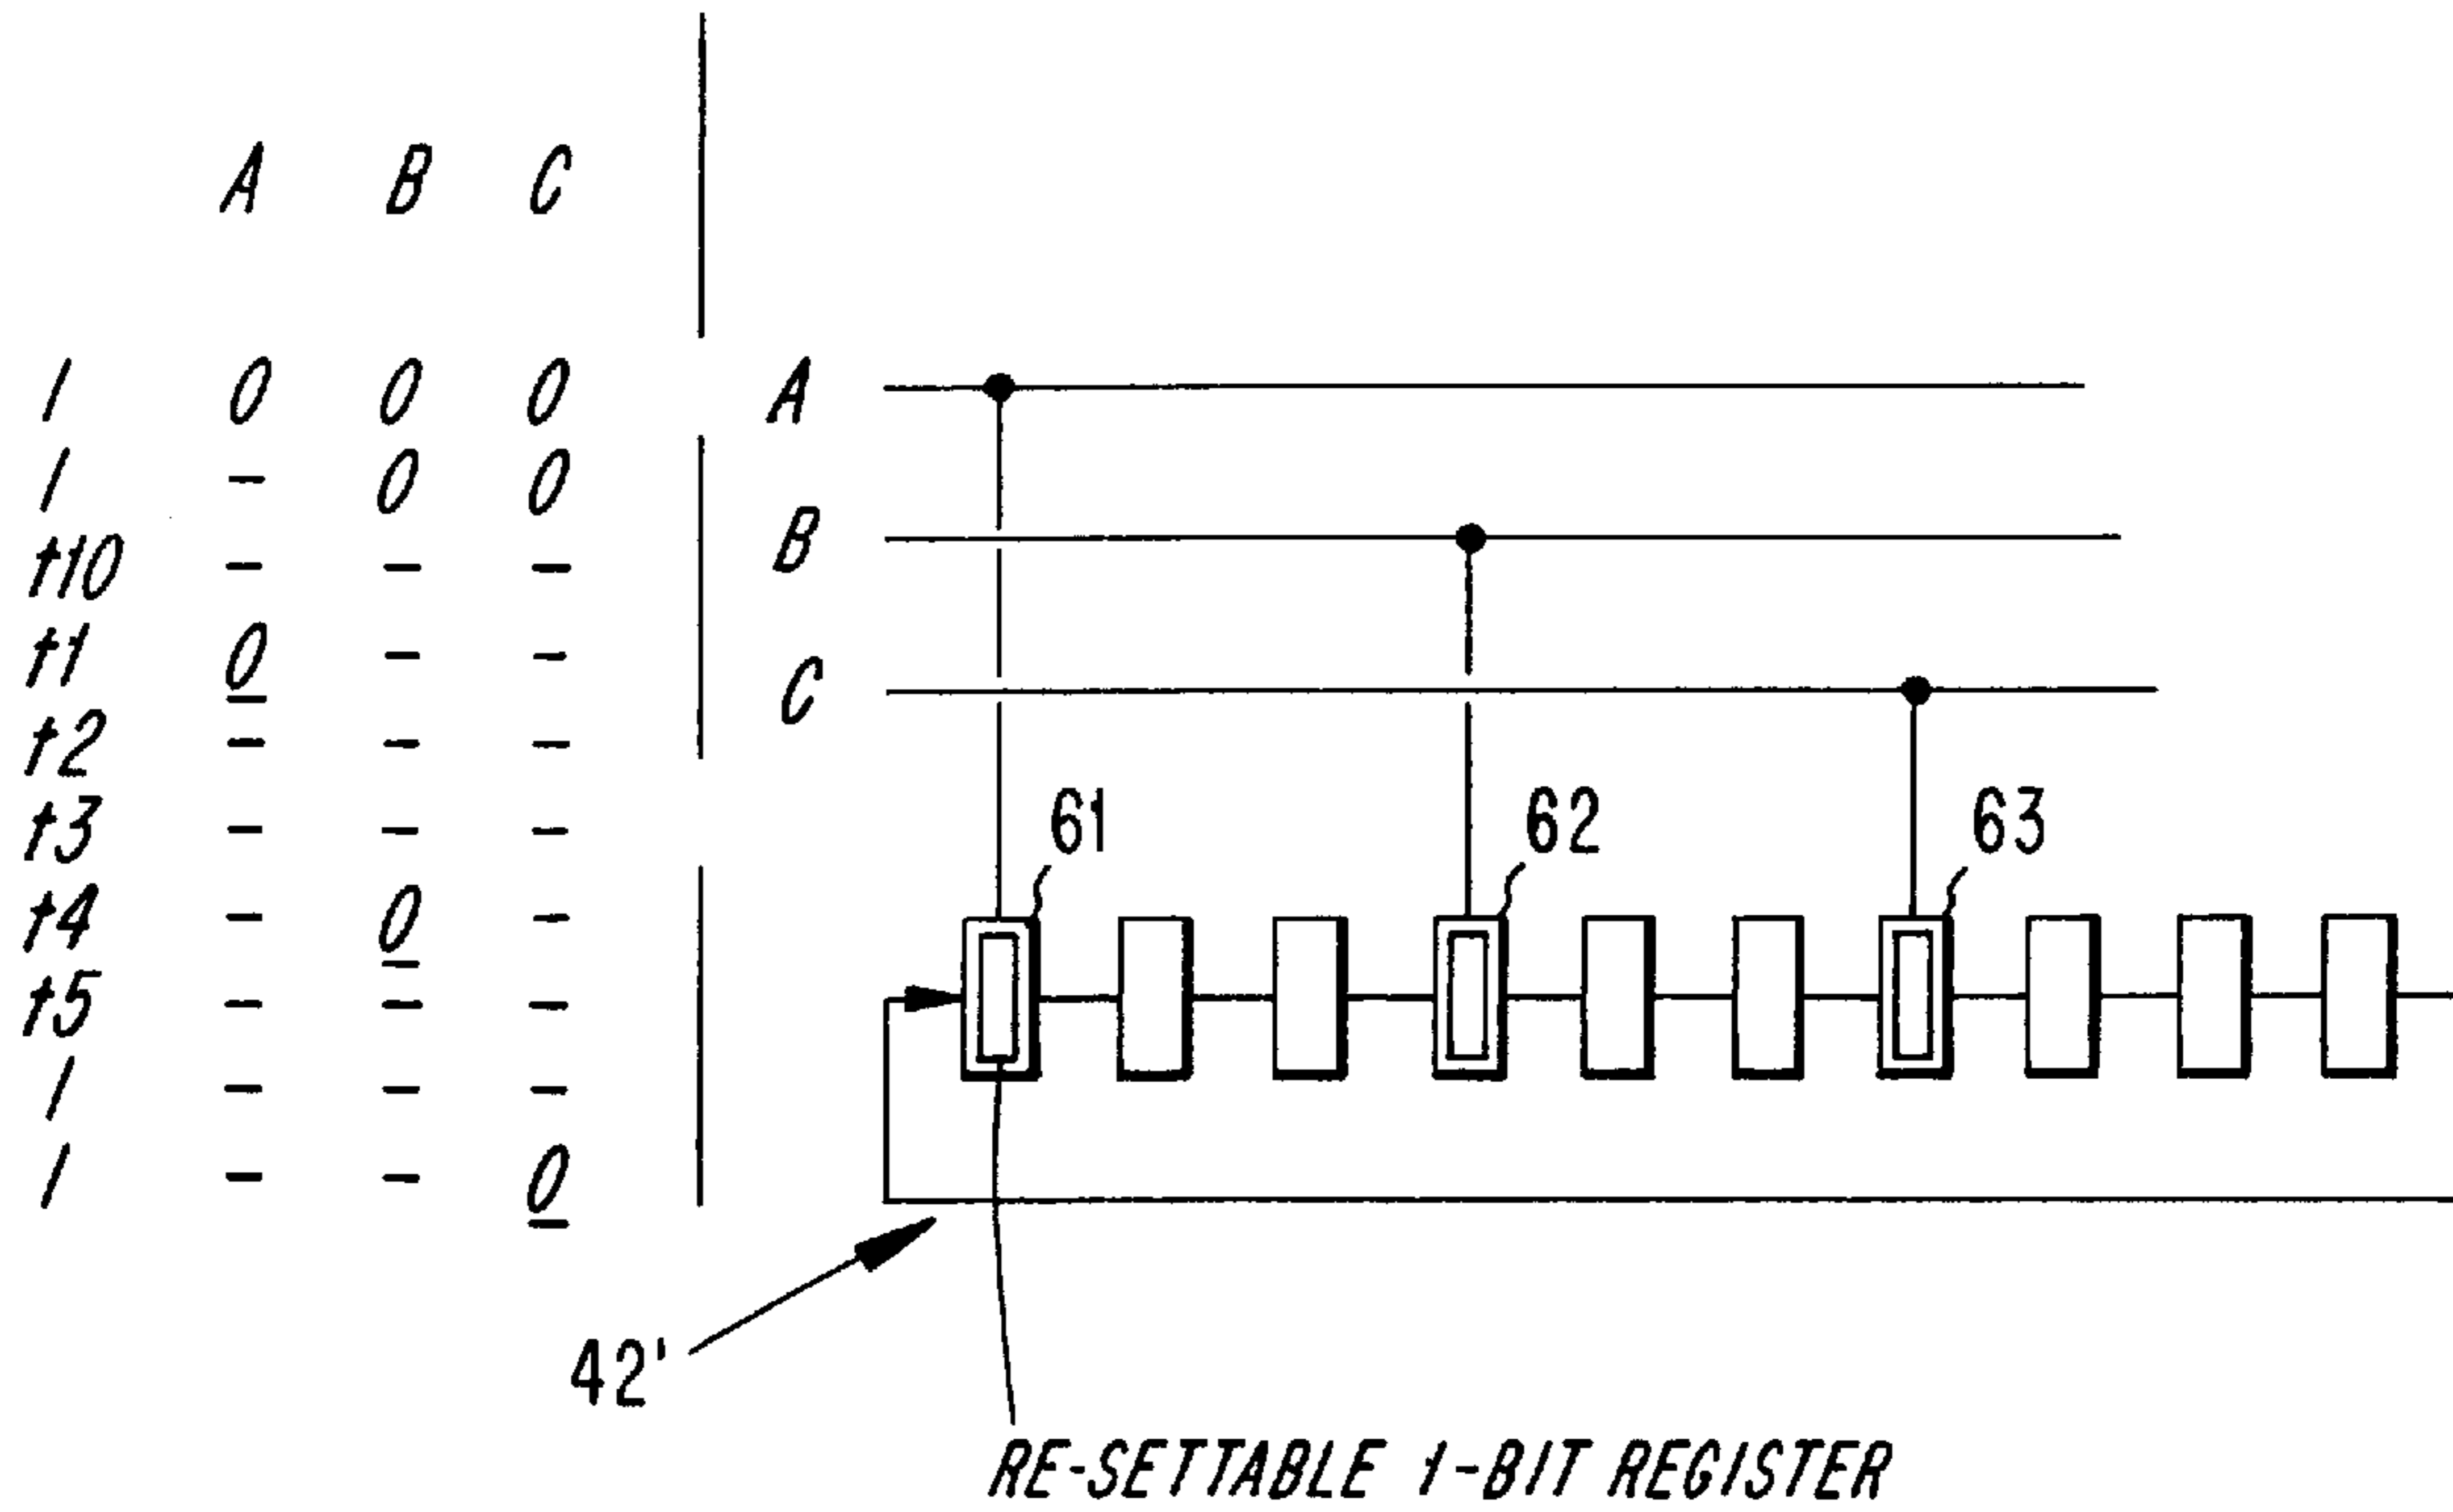 A B C
1 0 0 0
1 - 0 0
t10 - - -
t1 0 - -
t2 - - -
t3 - - -
t4 - 0 -
t5 - - -
1 - - -
1 - - 0
A
B
C
61 62 63
42'
RE-SETTABLE 1-BIT REGISTER